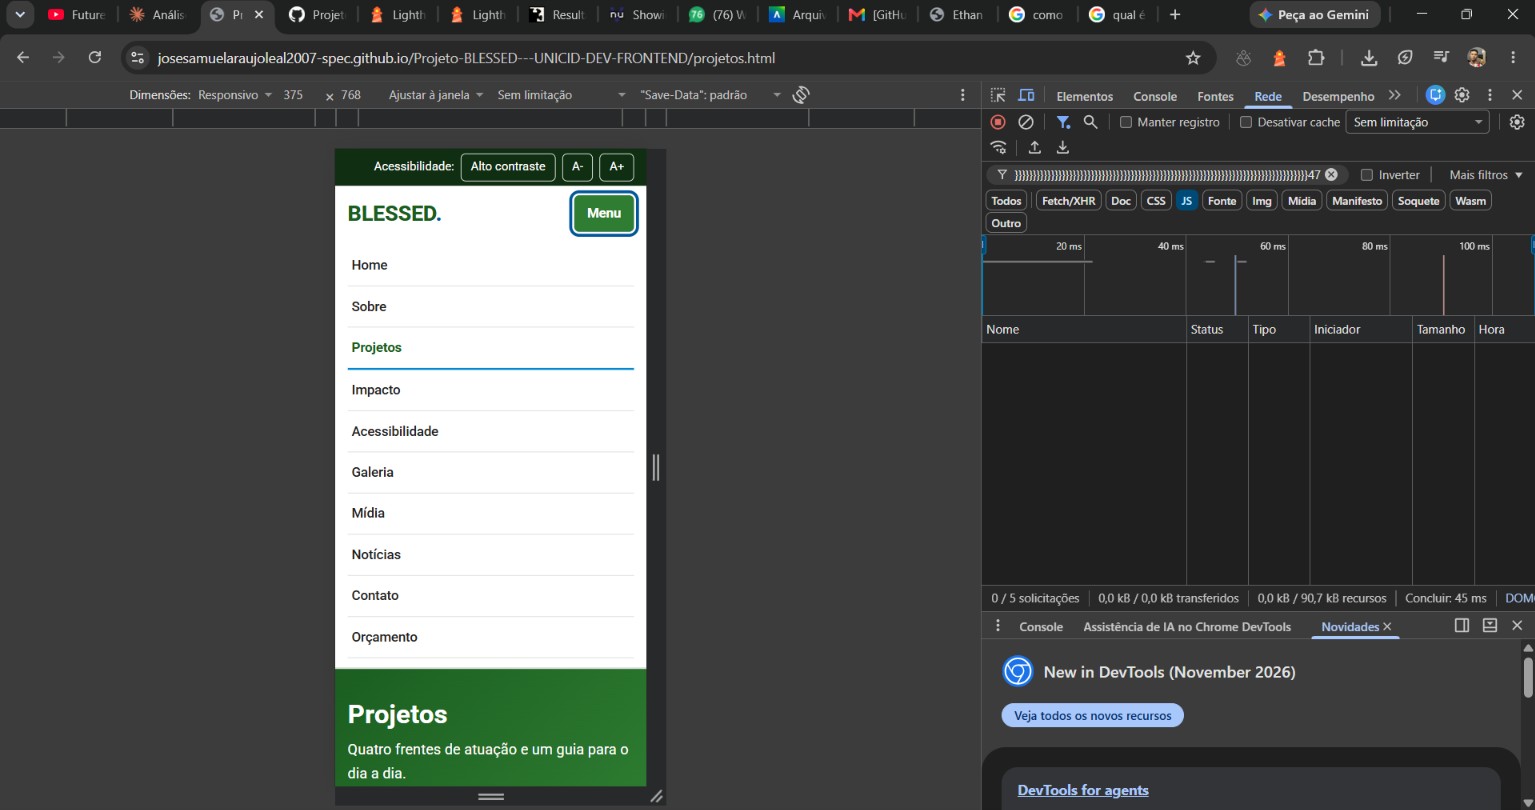 Future
Anális
Pr
Projet
Lighth
Lighth
Result
Showi
(76) W
Arquiv
[GitHu
Ethan
como
qual é
Peça ao Gemini
josesamuelaraujoleal2007-spec.github.io/Projeto-BLESSED---UNICID-DEV-FRONTEND/projetos.html
Dimensões: Responsivo 375 x 768 Ajustar à janela Sem limitação "Save-Data": padrão
Elementos Console Fontes Rede Desempenho
Manter registro Desativar cache Sem limitação
Inverter Mais filtros
Todos Fetch/XHR Doc CSS JS Fonte Img Mídia Manifesto Soquete Wasm
Outro
20 ms 40 ms 60 ms 80 ms 100 ms
Nome Status Tipo Iniciador Tamanho Hora
0 / 5 solicitações 0,0 kB / 0,0 kB transferidos 0,0 kB / 90,7 kB recursos Concluir: 45 ms DOM
Console Assistência de IA no Chrome DevTools Novidades
New in DevTools (November 2026)
Veja todos os novos recursos
DevTools for agents
Acessibilidade: Alto contraste A- A+
BLESSED. Menu
Home
Sobre
Projetos
Impacto
Acessibilidade
Galeria
Mídia
Notícias
Contato
Orçamento
Projetos
Quatro frentes de atuação e um guia para o
dia a dia.